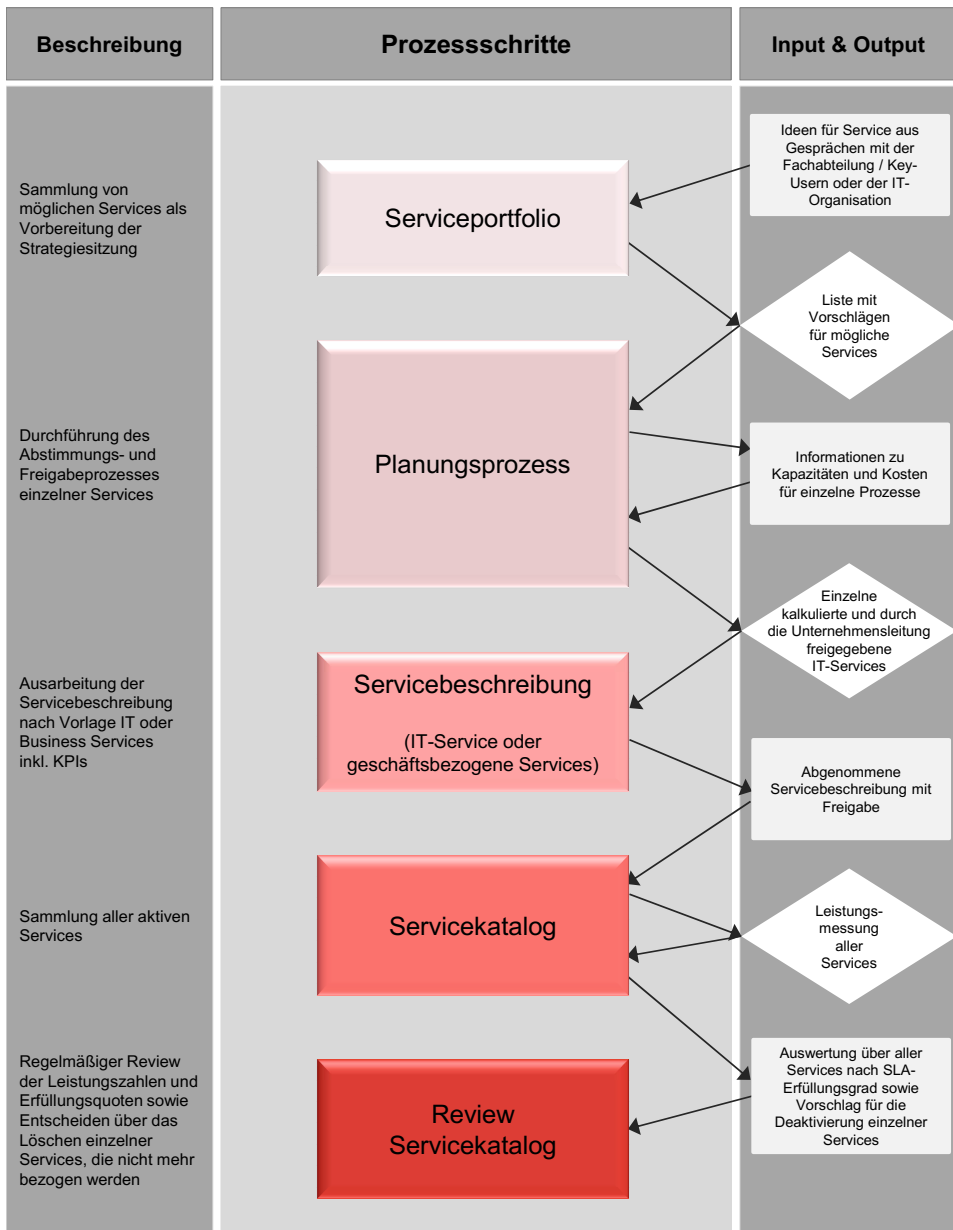 Beschreibung
Prozessschritte
Input & Output
Sammlung von
möglichen Services als
Vorbereitung der
Strategiesitzung
Serviceportfolio
Ideen für Service aus
Gesprächen mit der
Fachabteilung / Key-
Usern oder der IT-
Organisation
Liste mit
Vorschlägen
für mögliche
Services
Durchführung des
Abstimmungs- und
Freigabeprozesses
einzelner Services
Planungsprozess
Informationen zu
Kapazitäten und Kosten
für einzelne Prozesse
Einzelne
kalkulierte und durch
die Unternehmensleitung
freigegebene
IT-Services
Ausarbeitung der
Servicebeschreibung
nach Vorlage IT oder
Business Services
inkl. KPIs
Servicebeschreibung
(IT-Service oder
geschäftsbezogene Services)
Abgenommene
Servicebeschreibung mit
Freigabe
Sammlung aller aktiven
Services
Servicekatalog
Leistungs-
messung
aller
Services
Regelmäßiger Review
der Leistungszahlen und
Erfüllungsquoten sowie
Entscheiden über das
Löschen einzelner
Services, die nicht mehr
bezogen werden
Review
Servicekatalog
Auswertung über aller
Services nach SLA-
Erfüllungsgrad sowie
Vorschlag für die
Deaktivierung einzelner
Services